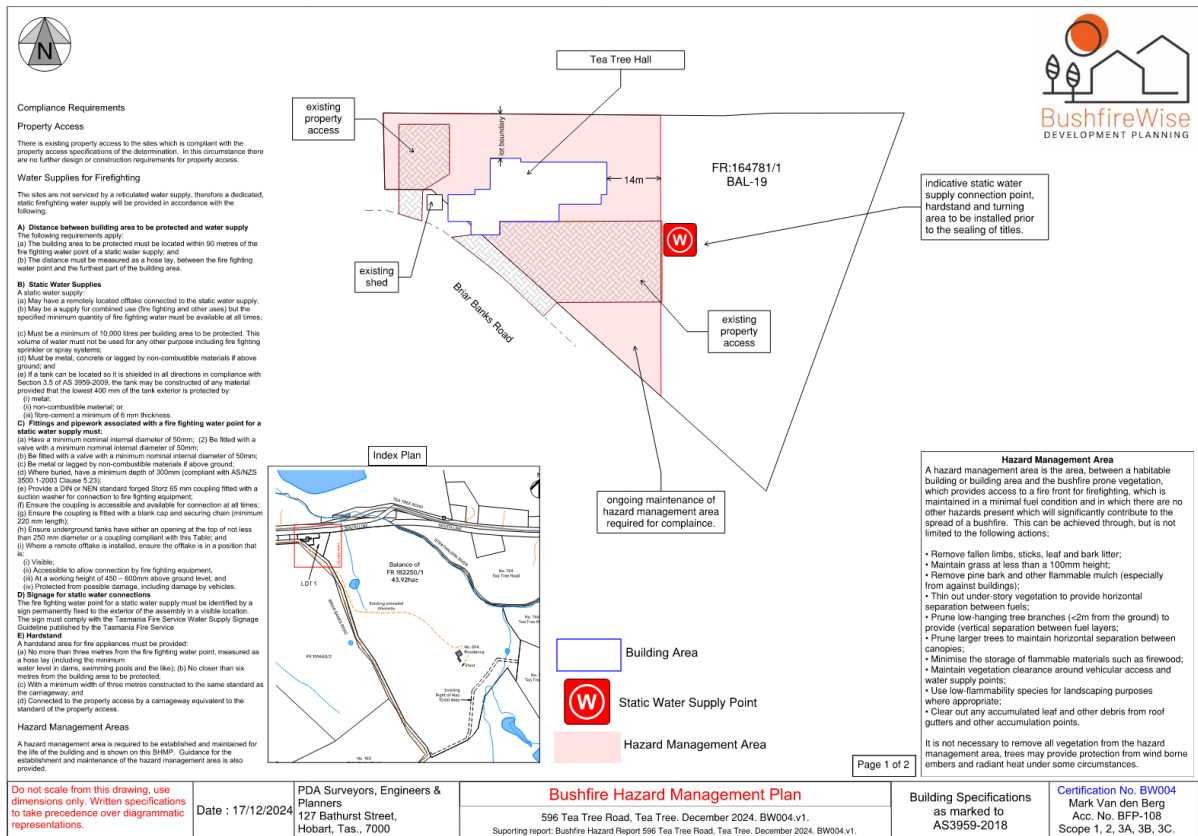 N
Compliance Requirements
Property Access
There is existing property access to the sites which is compliant with the
property access specifications of the determination. In this circumstance there
are no further design or construction requirements for property access.
Water Supplies for Firefighting
The sites are not serviced by a reticulated water supply, therefore a dedicated,
static firefighting water supply will be provided in accordance with the
following;
A) Distance between building area to be protected and water supply
The following requirements apply:
(a) The building area to be protected must be located within 90 metres of the
fire fighting water point of a static water supply; and
(b) The distance must be measured as a hose lay, between the fire fighting
water point and the furthest part of the building area.
B) Static Water Supplies
A static water supply:
(a) May have a remotely located offtake connected to the static water supply;
(b) May be a supply for combined use (fire fighting and other uses) but the
specified minimum quantity of fire fighting water must be available at all times;
(c) Must be a minimum of 10,000 litres per building area to be protected. This
volume of water must not be used for any other purpose including fire fighting
sprinkler or spray systems;
(d) Must be metal, concrete or lagged by non-combustible materials if above
ground; and
(e) If a tank can be located so it is shielded in all directions in compliance with
Section 3.5 of AS 3959-2009, the tank may be constructed of any material
provided that the lowest 400 mm of the tank exterior is protected by:
(i) metal;
(ii) non-combustible material; or
(iii) fibre-cement a minimum of 6 mm thickness.
C) Fittings and pipework associated with a fire fighting water point for a
static water supply must:
(a) Have a minimum nominal internal diameter of 50mm; (2) Be fitted with a
valve with a minimum nominal internal diameter of 50mm;
(b) Be fitted with a valve with a minimum nominal internal diameter of 50mm;
(c) Be metal or lagged by non-combustible materials if above ground;
(d) Where buried, have a minimum depth of 300mm (compliant with AS/NZS
3500.1-2003 Clause 5.23);
(e) Provide a DIN or NEN standard forged Storz 65 mm coupling fitted with a
suction washer for connection to fire fighting equipment;
(f) Ensure the coupling is accessible and available for connection at all times;
(g) Ensure the coupling is fitted with a blank cap and securing chain (minimum
220 mm length);
(h) Ensure underground tanks have either an opening at the top of not less
than 250 mm diameter or a coupling compliant with this Table; and
(i) Where a remote offtake is installed, ensure the offtake is in a position that
is:
(i) Visible;
(ii) Accessible to allow connection by fire fighting equipment,
(iii) At a working height of 450 – 600mm above ground level; and
(iv) Protected from possible damage, including damage by vehicles.
D) Signage for static water connections
The fire fighting water point for a static water supply must be identified by a
sign permanently fixed to the exterior of the assembly in a visible location.
The sign must comply with the Tasmania Fire Service Water Supply Signage
Guideline published by the Tasmania Fire Service
E) Hardstand
A hardstand area for fire appliances must be provided:
(a) No more than three metres from the fire fighting water point, measured as
a hose lay (including the minimum
water level in dams, swimming pools and the like); (b) No closer than six
metres from the building area to be protected;
(c) With a minimum width of three metres constructed to the same standard as
the carriageway; and
(d) Connected to the property access by a carriageway equivalent to the
standard of the property access.
Hazard Management Areas
A hazard management area is required to be established and maintained for
the life of the building and is shown on this BHMP. Guidance for the
establishment and maintenance of the hazard management area is also
provided.
Tea Tree Hall
existing
property
access
lot boundary
14m
FR:164781/1
BAL-19
W
indicative static water
supply connection point,
hardstand and turning
area to be installed prior
to the sealing of titles.
existing
shed
Briar Banks Road
existing
property
access
ongoing maintenance of
hazard management area
required for complaince.
BushfireWise
DEVELOPMENT PLANNING
Index Plan
TEA TREE ROAD
STRATHALLERN RIVER
LOT 1
Balance of
FR 182250/1
43.92ha±
No. 724
Tea Tree Road
Existing unsealed
driveway
BRIAR BANKS ROAD
No. 596
Residence
Shed
FR 109450/2
Existing
Right of Way
10.00 Wide
Building Area
W
Static Water Supply Point
Hazard Management Area
Hazard Management Area
A hazard management area is the area, between a habitable
building or building area and the bushfire prone vegetation,
which provides access to a fire front for firefighting, which is
maintained in a minimal fuel condition and in which there are no
other hazards present which will significantly contribute to the
spread of a bushfire. This can be achieved through, but is not
limited to the following actions;
• Remove fallen limbs, sticks, leaf and bark litter;
• Maintain grass at less than a 100mm height;
• Remove pine bark and other flammable mulch (especially
from against buildings);
• Thin out under-story vegetation to provide horizontal
separation between fuels;
• Prune low-hanging tree branches (<2m from the ground) to
provide (vertical separation between fuel layers;
• Prune larger trees to maintain horizontal separation between
canopies;
• Minimise the storage of flammable materials such as firewood;
• Maintain vegetation clearance around vehicular access and
water supply points;
• Use low-flammability species for landscaping purposes
where appropriate;
• Clear out any accumulated leaf and other debris from roof
gutters and other accumulation points.
It is not necessary to remove all vegetation from the hazard
management area, trees may provide protection from wind borne
embers and radiant heat under some circumstances.
Page 1 of 2
Do not scale from this drawing, use
dimensions only. Written specifications
to take precedence over diagrammatic
representations.
Date : 17/12/2024
PDA Surveyors, Engineers &
Planners
127 Bathurst Street,
Hobart, Tas., 7000
Bushfire Hazard Management Plan
596 Tea Tree Road, Tea Tree. December 2024. BW004.v1.
Suporting report: Bushfire Hazard Report 596 Tea Tree Road, Tea Tree. December 2024. BW004.v1.
Building Specifications
as marked to
AS3959-2018
Certification No. BW004
Mark Van den Berg
Acc. No. BFP-108
Scope 1, 2, 3A, 3B, 3C.